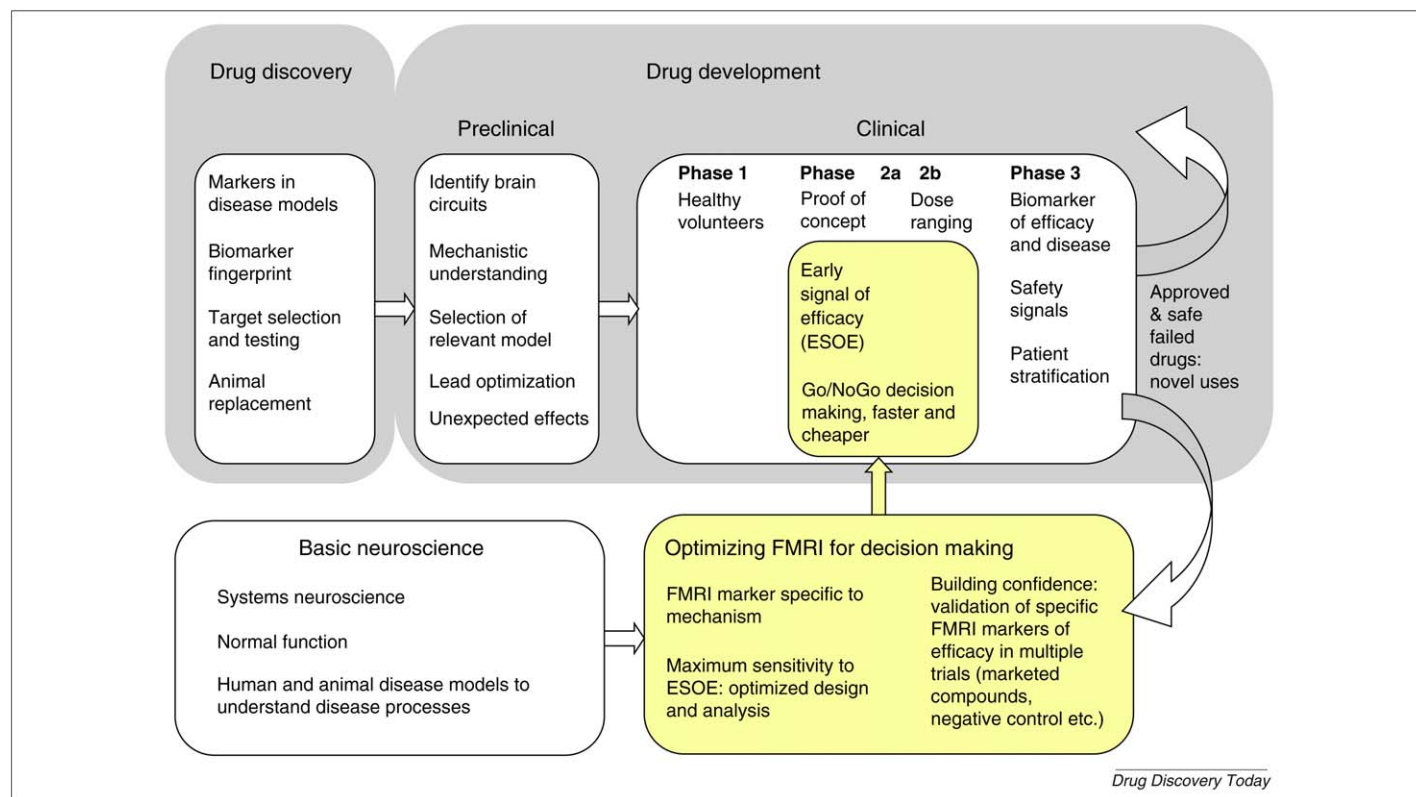 Drug discovery
Drug development
Preclinical
Clinical
Markers in
disease models
Biomarker
fingerprint
Target selection
and testing
Animal
replacement
Identify brain
circuits
Mechanistic
understanding
Selection of
relevant model
Lead optimization
Unexpected effects
Phase 1
Healthy
volunteers
Phase 2a 2b
Proof of
concept
Dose
ranging
Early
signal of
efficacy
(ESOE)
Go/NoGo decision
making, faster and
cheaper
Phase 3
Biomarker
of efficacy
and disease
Safety
signals
Patient
stratification
Approved
& safe
failed
drugs:
novel uses
Basic neuroscience
Systems neuroscience
Normal function
Human and animal disease models to
understand disease processes
Optimizing FMRI for decision making
FMRI marker specific to
mechanism
Maximum sensitivity to
ESOE: optimized design
and analysis
Building confidence:
validation of specific
FMRI markers of
efficacy in multiple
trials (marketed
compounds,
negative control etc.)
Drug Discovery Today